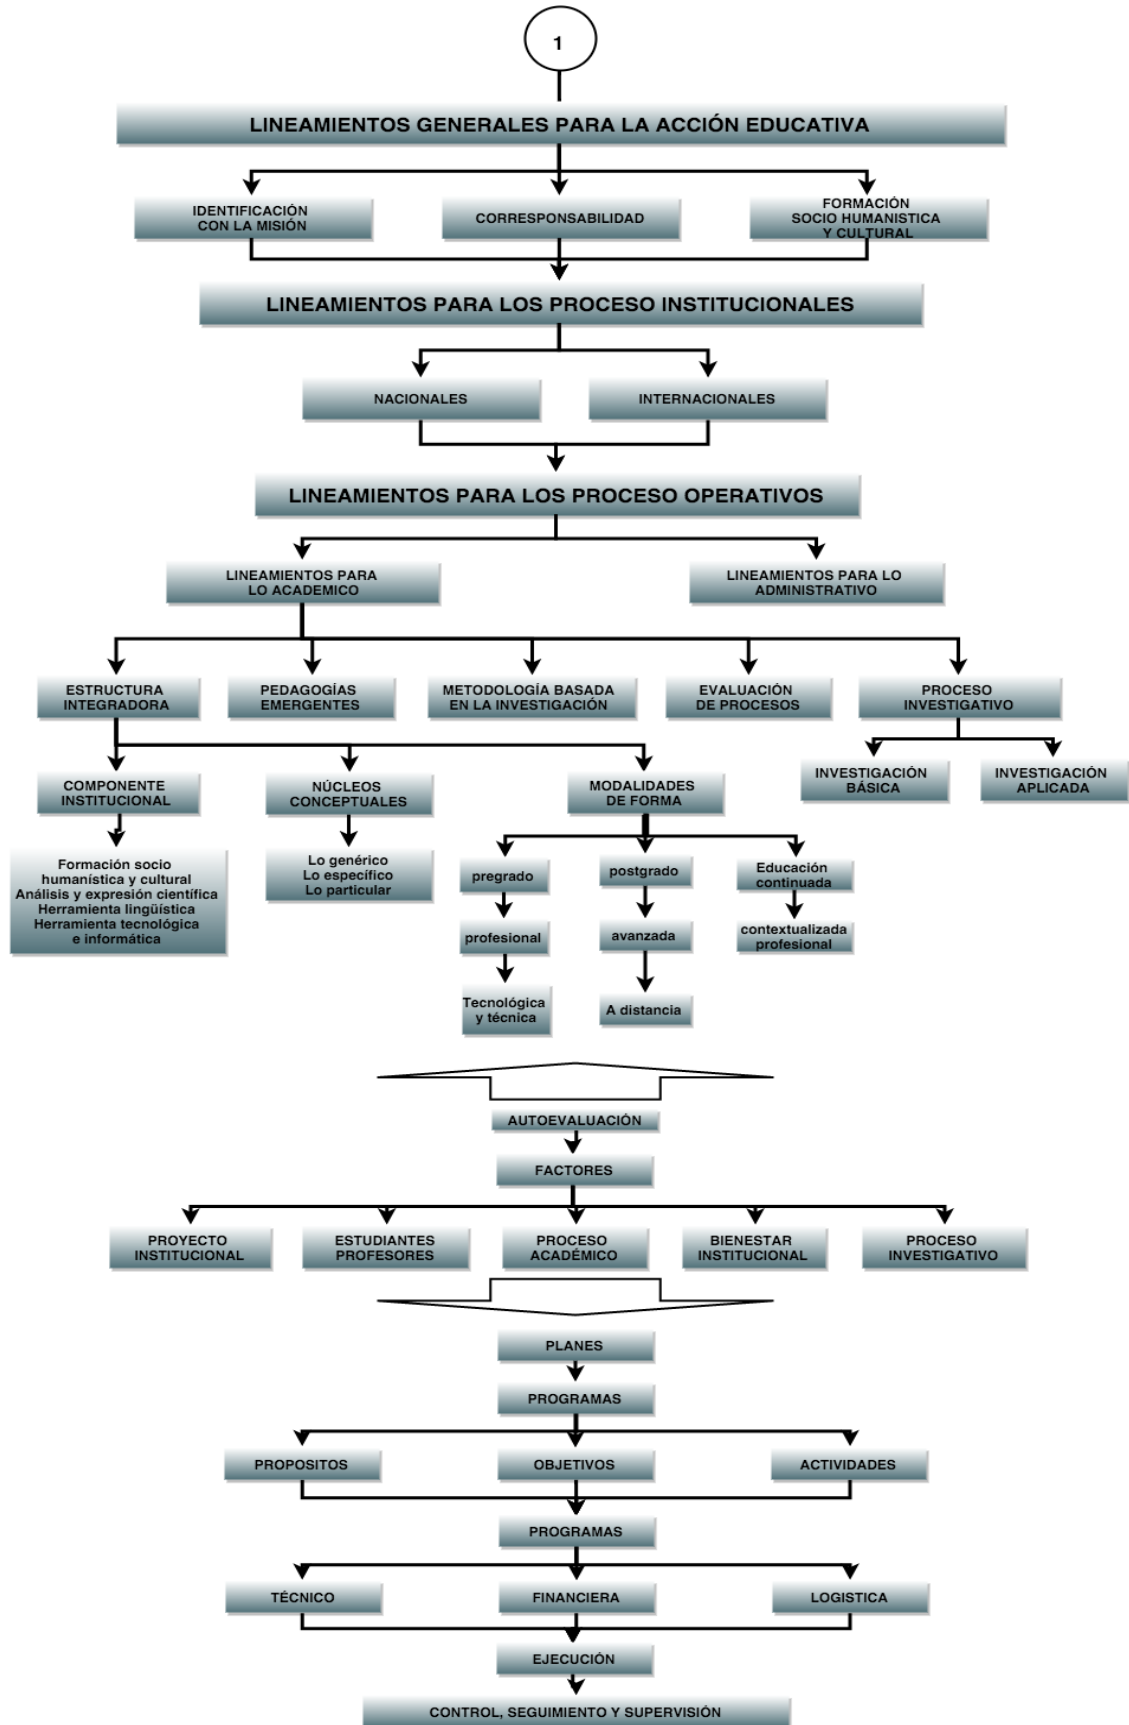 1
LINEAMIENTOS GENERALES PARA LA ACCIÓN EDUCATIVA
IDENTIFICACIÓN
CON LA MISIÓN
CORRESPONSABILIDAD
FORMACIÓN
SOCIO HUMANISTICA
Y CULTURAL
LINEAMIENTOS PARA LOS PROCESO INSTITUCIONALES
NACIONALES
INTERNACIONALES
LINEAMIENTOS PARA LOS PROCESO OPERATIVOS
LINEAMIENTOS PARA
LO ACADEMICO
LINEAMIENTOS PARA LO
ADMINISTRATIVO
ESTRUCTURA
INTEGRADORA
PEDAGOGÍAS
EMERGENTES
METODOLOGÍA BASADA
EN LA INVESTIGACIÓN
EVALUACIÓN
DE PROCESOS
PROCESO
INVESTIGATIVO
COMPONENTE
INSTITUCIONAL
NÚCLEOS
CONCEPTUALES
MODALIDADES
DE FORMA
INVESTIGACIÓN
BÁSICA
INVESTIGACIÓN
APLICADA
Formación socio
humanística y cultural
Análisis y expresión científica
Herramienta lingüística
Herramienta tecnológica
e informática
Lo genérico
Lo específico
Lo particular
pregrado
postgrado
Educación
continuada
profesional
avanzada
contextualizada
profesional
Tecnológica
y técnica
A distancia
AUTOEVALUACIÓN
FACTORES
PROYECTO
INSTITUCIONAL
ESTUDIANTES
PROFESORES
PROCESO
ACADÉMICO
BIENESTAR
INSTITUCIONAL
PROCESO
INVESTIGATIVO
PLANES
PROGRAMAS
PROPOSITOS
OBJETIVOS
ACTIVIDADES
PROGRAMAS
TÉCNICO
FINANCIERA
LOGISTICA
EJECUCIÓN
CONTROL, SEGUIMIENTO Y SUPERVISIÓN